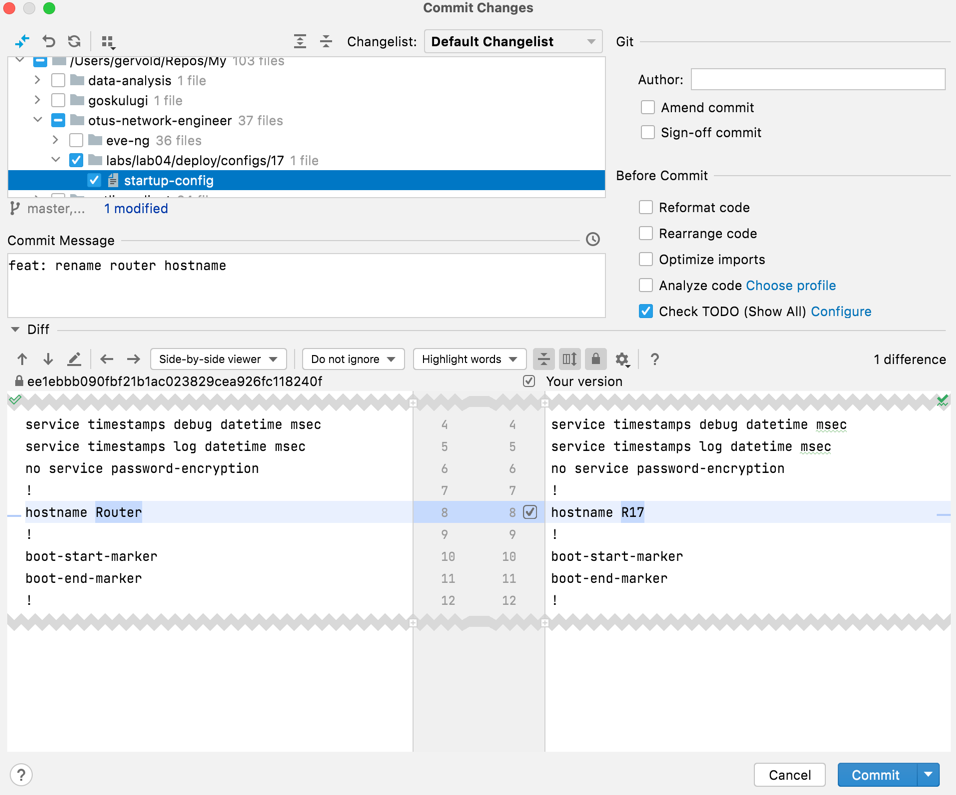 Commit Changes
Changelist: Default Changelist
/Users/gervold/Repos/My 103 files
data-analysis 1 file
goskulugi 1 file
otus-network-engineer 37 files
eve-ng 36 files
labs/lab04/deploy/configs/17 1 file
startup-config
master,... 1 modified
Commit Message
feat: rename router hostname
Git
Author:
Amend commit
Sign-off commit
Before Commit
Reformat code
Rearrange code
Optimize imports
Analyze code Choose profile
Check TODO (Show All) Configure
Diff
Side-by-side viewer Do not ignore Highlight words ? 1 difference
ee1ebbb090fbf21b1ac023829cea926fc118240f Your version
service timestamps debug datetime msec 4 4 service timestamps debug datetime msec
service timestamps log datetime msec 5 5 service timestamps log datetime msec
no service password-encryption 6 6 no service password-encryption
! 7 7 !
hostname Router 8 8 hostname R17
! 9 9 !
boot-start-marker 10 10 boot-start-marker
boot-end-marker 11 11 boot-end-marker
! 12 12 !
? Cancel Commit